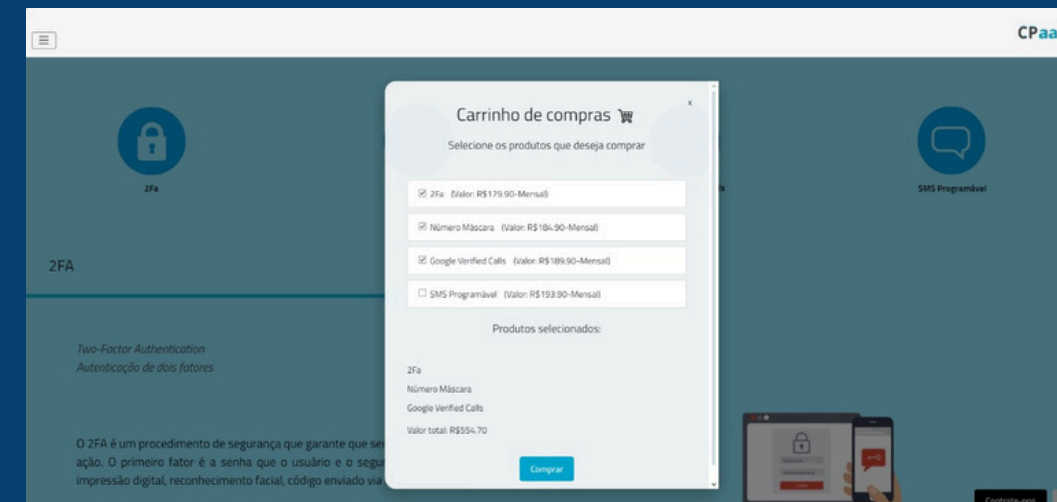 CPaa
Carrinho de compras
x
Selecione os produtos que deseja comprar
2Fa
SMS Programável
2Fa (Valor: R$179.90-Mensal)
Número Máscara (Valor: R$184.90-Mensal)
Google Verified Calls (Valor: R$189.90-Mensal)
SMS Programável (Valor: R$193.90-Mensal)
2FA
Produtos selecionados:
Two-Factor Authentication
Autenticação de dois fatores
2Fa
Número Máscara
Google Verified Calls
Valor total: R$554.70
O 2FA é um procedimento de segurança que garante que ser
ação. O primeiro fator é a senha que o usuário e o segur
impressão digital, reconhecimento facial, código enviado via
Comprar
Contrate-nos